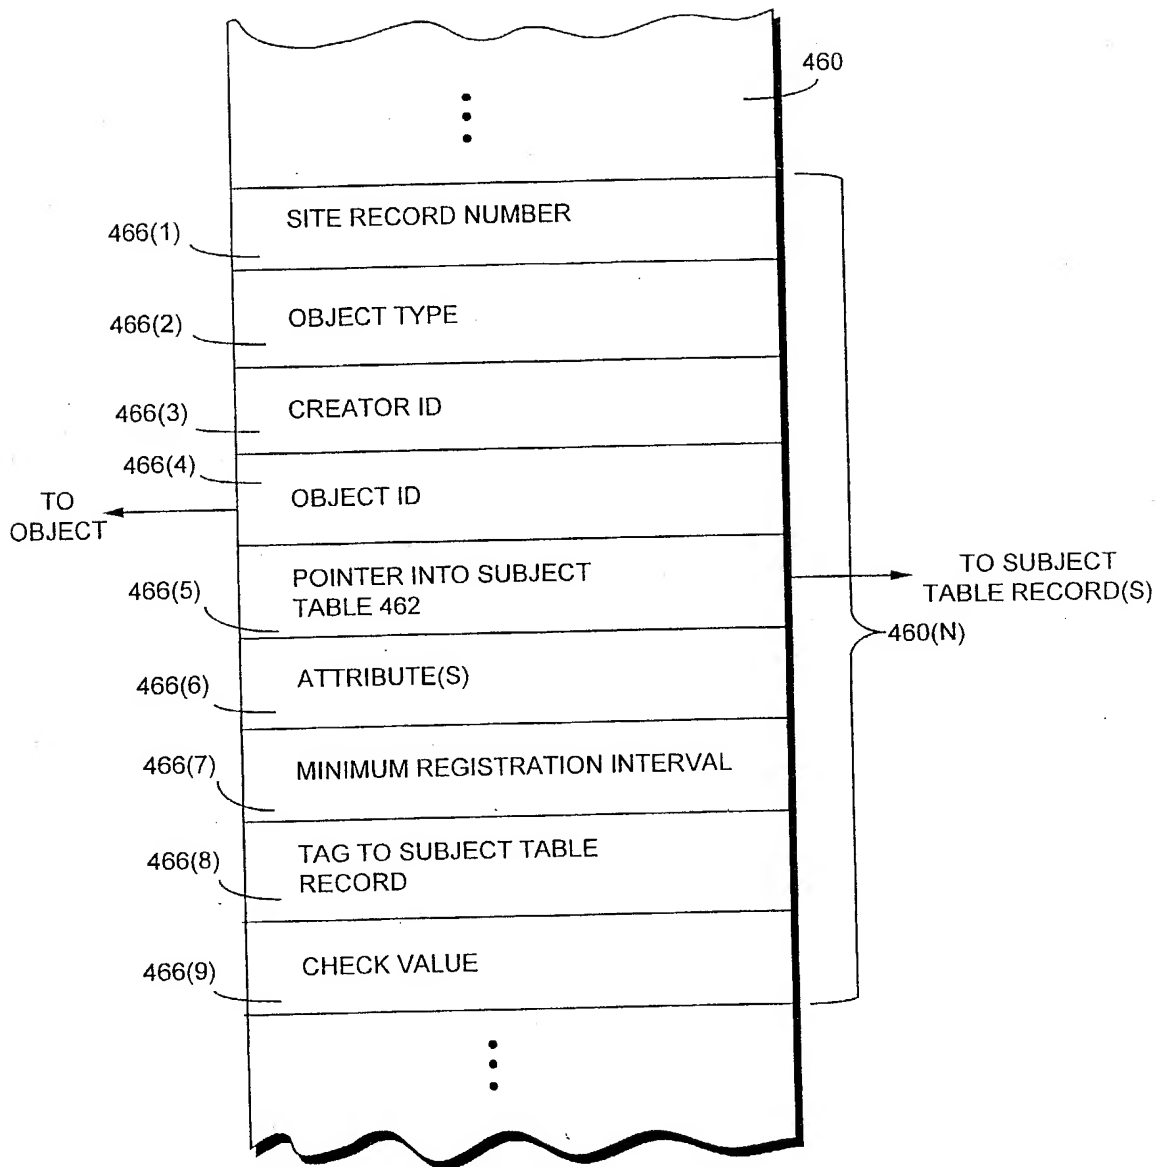 460
SITE RECORD NUMBER
466(1)
OBJECT TYPE
466(2)
CREATOR ID
466(3)
466(4)
OBJECT ID
TO
OBJECT
POINTER INTO SUBJECT
TABLE 462
466(5)
TO SUBJECT
TABLE RECORD(S)
460(N)
ATTRIBUTE(S)
466(6)
MINIMUM REGISTRATION INTERVAL
466(7)
TAG TO SUBJECT TABLE
RECORD
466(8)
CHECK VALUE
466(9)